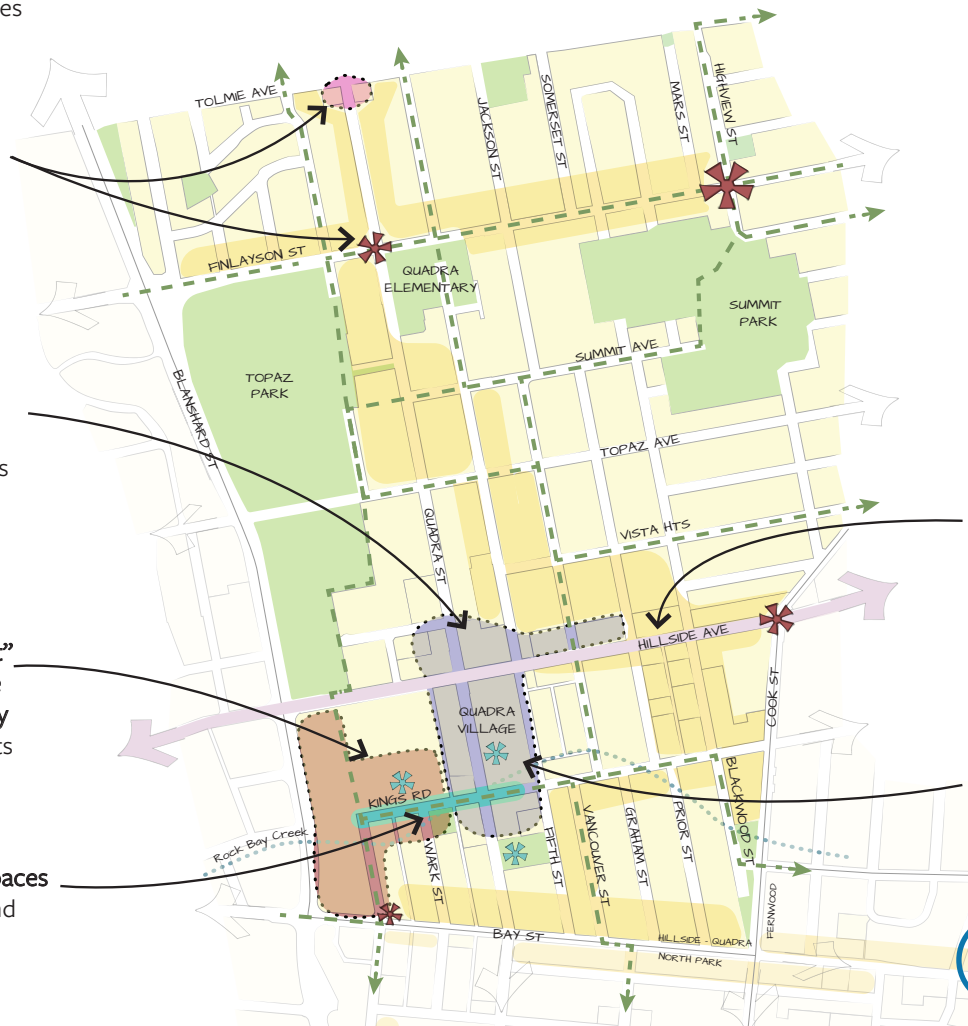 es
TOLMIE AVE
JACKSON ST
SOMERSET ST
MARS ST
HIGHVIEW ST
FINLAYSON ST
QUADRA
ELEMENTARY
SUMMIT
PARK
SUMMIT AVE
TOPAZ
PARK
BLANSHARD ST
TOPAZ AVE
s
QUADRA ST
VISTA HTS
HILLSIDE AVE
”
e
y
ts
QUADRA
VILLAGE
COOK ST
KINGS RD
BLACKWOOD ST
Rock Bay Creek
WARK ST
FIFTH ST
VANCOUVER ST
GRAHAM ST
PRIOR ST
paces
nd
FERNWOOD
BAY ST
HILLSIDE - QUADRA
NORTH PARK